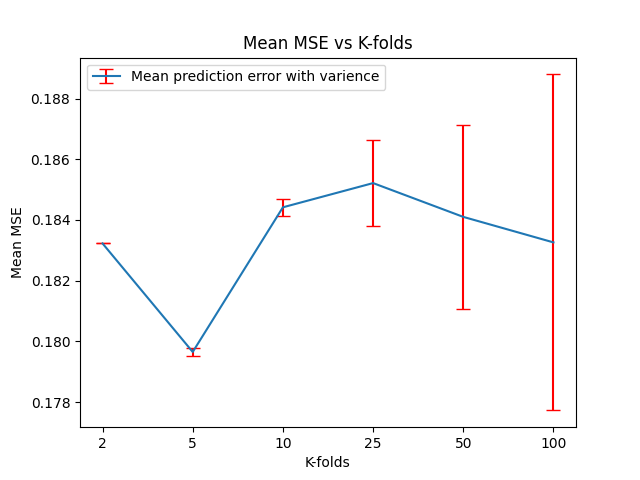 Mean MSE vs K-folds
Mean prediction error with varience
0.188
0.186
0.184
0.182
0.180
0.178
Mean MSE
2 5 10 25 50 100
K-folds